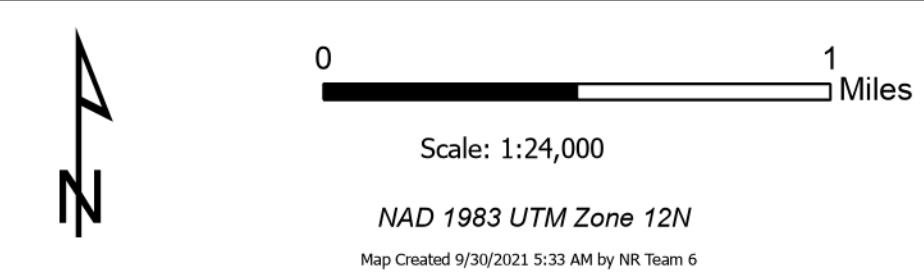 0 1
Miles
Scale: 1:24,000
N
NAD 1983 UTM Zone 12N
Map Created 9/30/2021 5:33 AM by NR Team 6